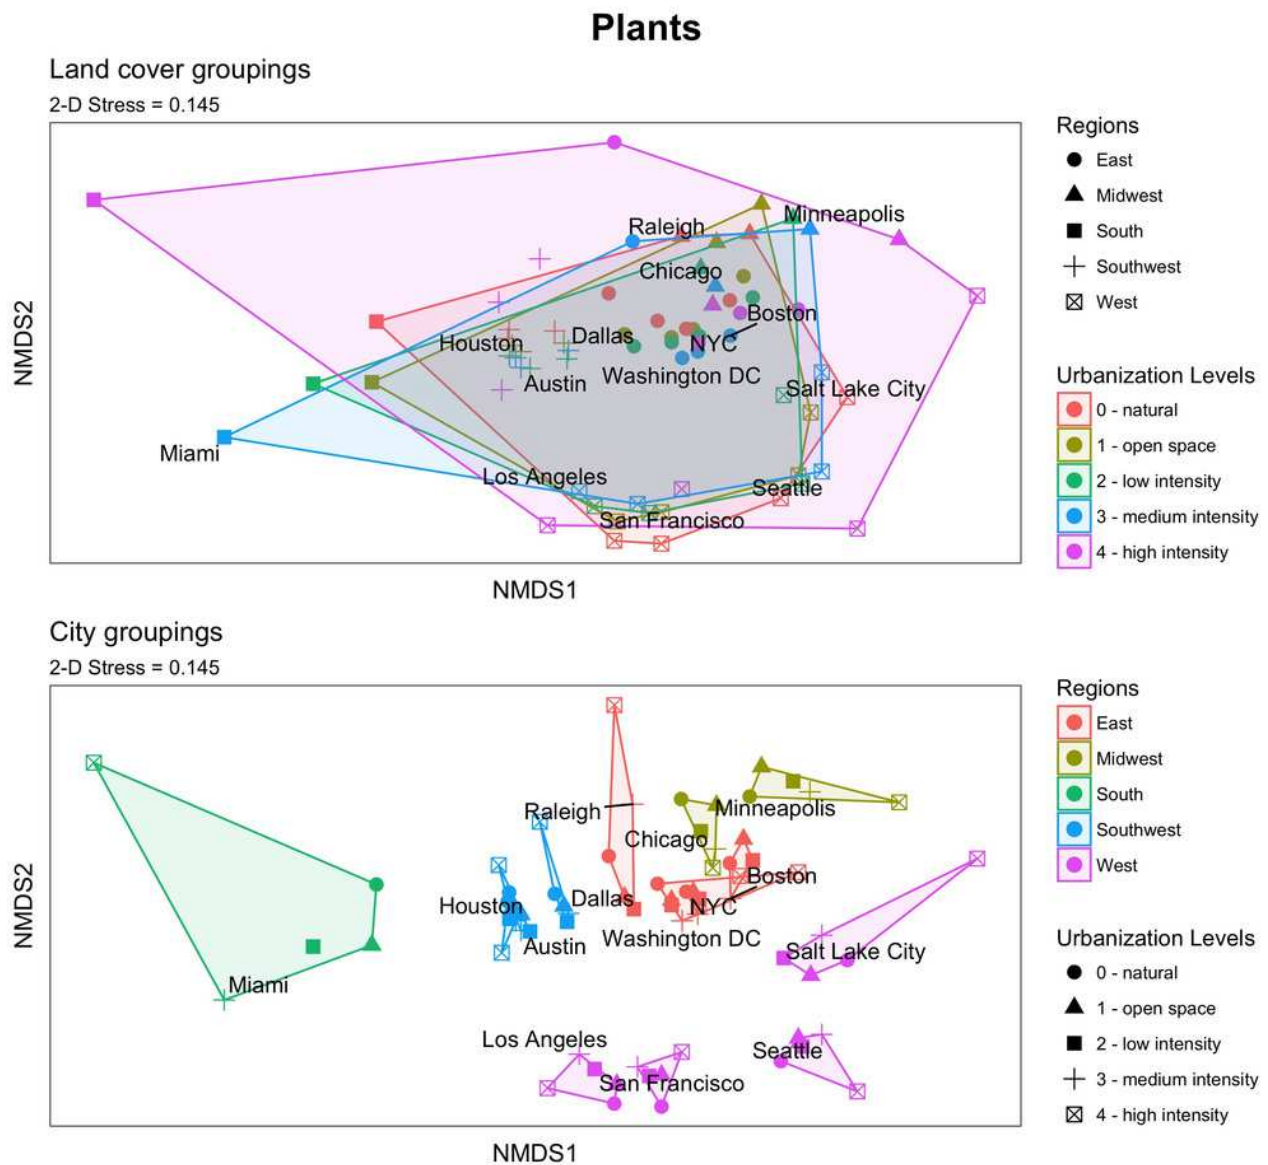 Plants
Land cover groupings
2-D Stress = 0.145
Regions
East
Midwest
South
Southwest
West
Urbanization Levels
0 - natural
1 - open space
2 - low intensity
3 - medium intensity
4 - high intensity
Minneapolis
Raleigh
Chicago
Boston
Dallas
Houston
NYC
Washington DC
Austin
Salt Lake City
Miami
Los Angeles
Seattle
San Francisco
NMDS2
NMDS1
City groupings
2-D Stress = 0.145
Regions
East
Midwest
South
Southwest
West
Urbanization Levels
0 - natural
1 - open space
2 - low intensity
3 - medium intensity
4 - high intensity
Raleigh
Minneapolis
Chicago
Boston
Dallas
Houston
NYC
Washington DC
Austin
Salt Lake City
Miami
Los Angeles
Seattle
San Francisco
NMDS2
NMDS1